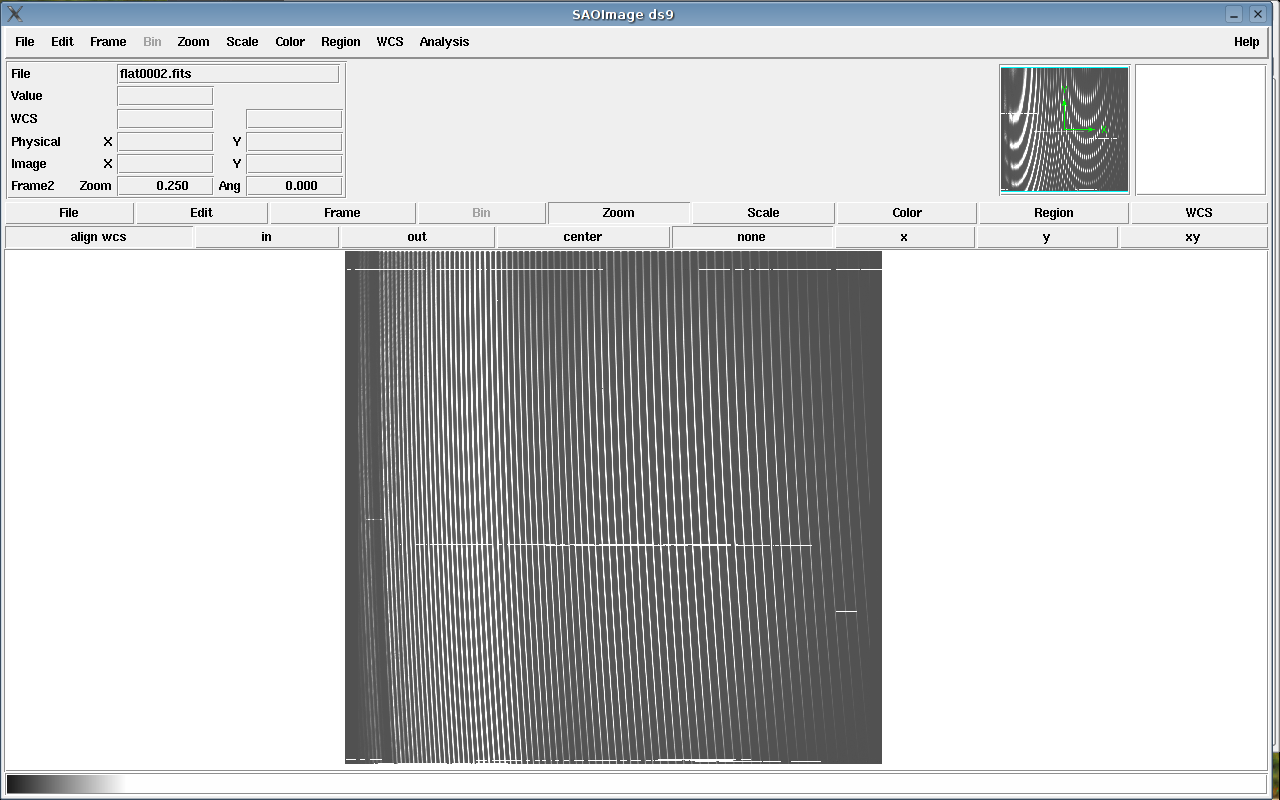 SAOImage ds9
File Edit Frame Bin Zoom Scale Color Region WCS Analysis Help
File flat0002.fits
Value
WCS
Physical X Y
Image X Y
Frame2 Zoom 0.250 Ang 0.000
File Edit Frame Bin Zoom Scale Color Region WCS
align wcs in out center none x y xy